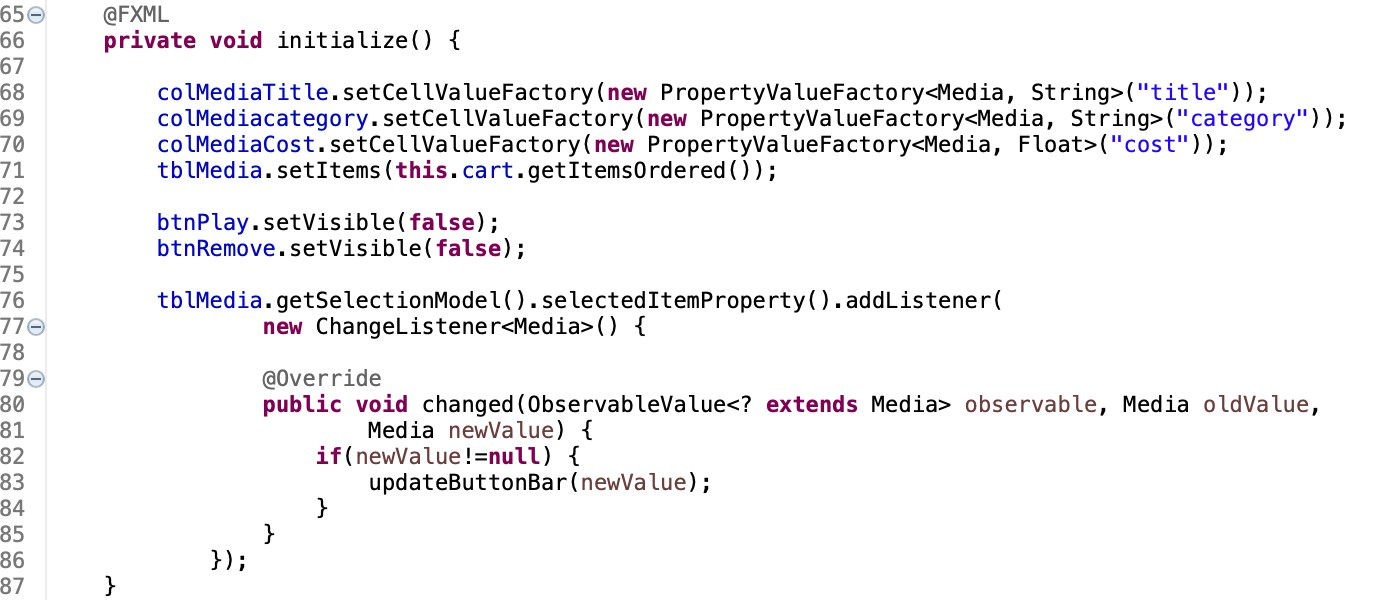 65 @FXML
66 private void initialize() {
67
68 colMediaTitle.setCellValueFactory(new PropertyValueFactory<Media, String>("title"));
69 colMediacategory.setCellValueFactory(new PropertyValueFactory<Media, String>("category"));
70 colMediaCost.setCellValueFactory(new PropertyValueFactory<Media, Float>("cost"));
71 tblMedia.setItems(this.cart.getItemsOrdered());
72
73 btnPlay.setVisible(false);
74 btnRemove.setVisible(false);
75
76 tblMedia.getSelectionModel().selectedItemProperty().addListener(
77 new ChangeListener<Media>() {
78
79 @Override
80 public void changed(ObservableValue<? extends Media> observable, Media oldValue,
81 Media newValue) {
82 if(newValue!=null) {
83 updateButtonBar(newValue);
84 }
85 }
86 });
87 }